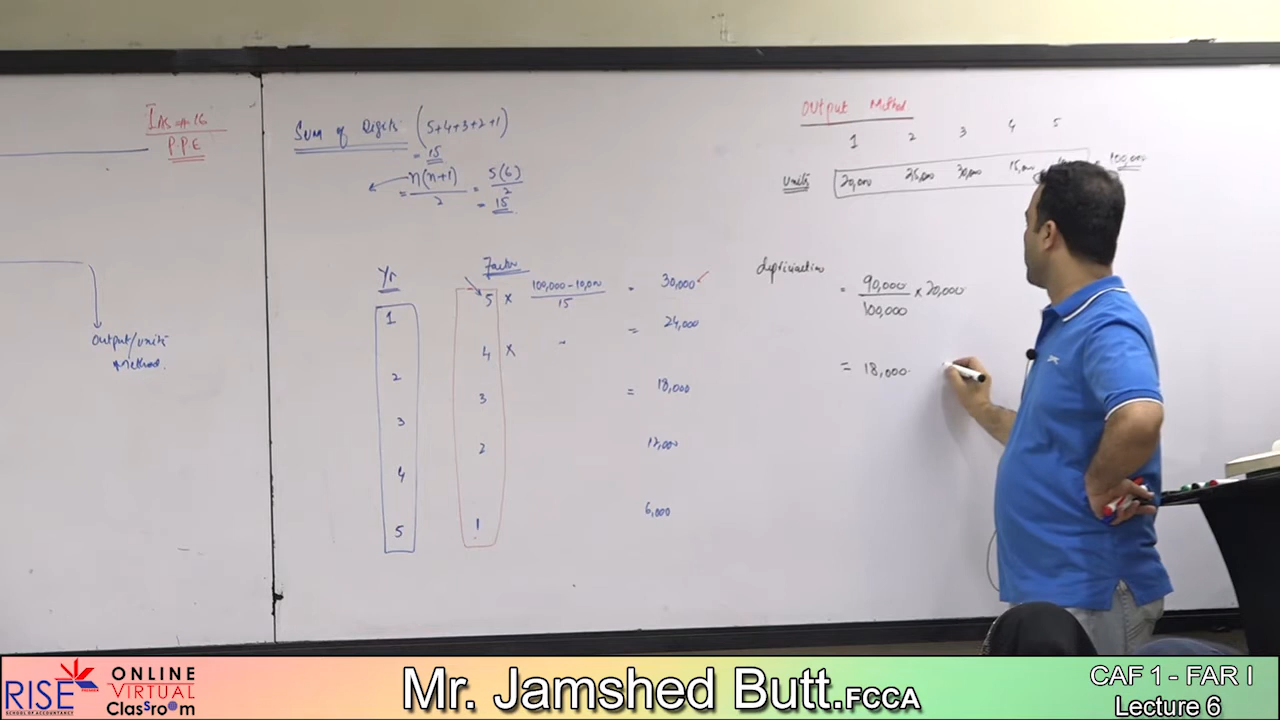 IAS-16
P.P.E
Output/units
Method.
Sum of Digits (5+4+3+2+1)
= 15
= n(n+1) / 2 = 5(6) / 2
= 15
Yr Factor
1 5 × 100,000 - 10,000 / 15 = 30,000
= 24,000
2 4 ×
3 3 = 18,000
4 2 12,000
5 1 6,000
Output Method
1 2 3 4 5
units 20,000 25,000 30,000 15,000 = 100,000
depriciation = 90,000 / 100,000 × 20,000
= 18,000
RISE
SCHOOL OF ACCOUNTANCY
ONLINE
VIRTUAL
Classroom
Mr. Jamshed Butt.FCCA
CAF 1 - FAR I
Lecture 6